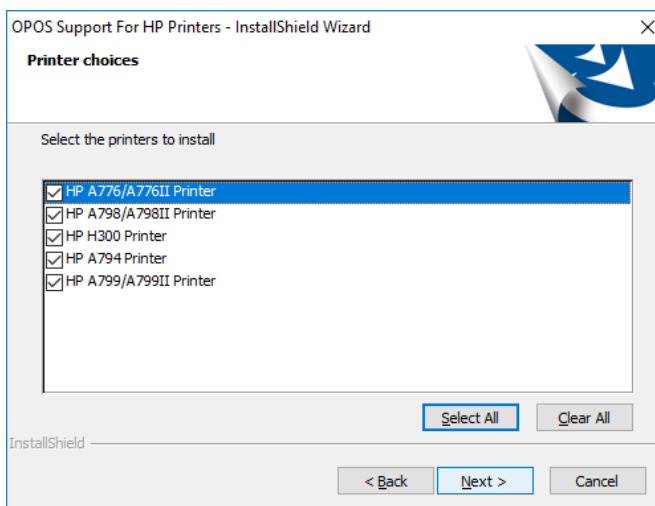 OPOS Support For HP Printers - InstallShield Wizard
Printer choices
Select the printers to install
HP A776/A776II Printer
HP A798/A798II Printer
HP H300 Printer
HP A794 Printer
HP A799/A799II Printer
Select All Clear All
InstallShield
< Back Next > Cancel